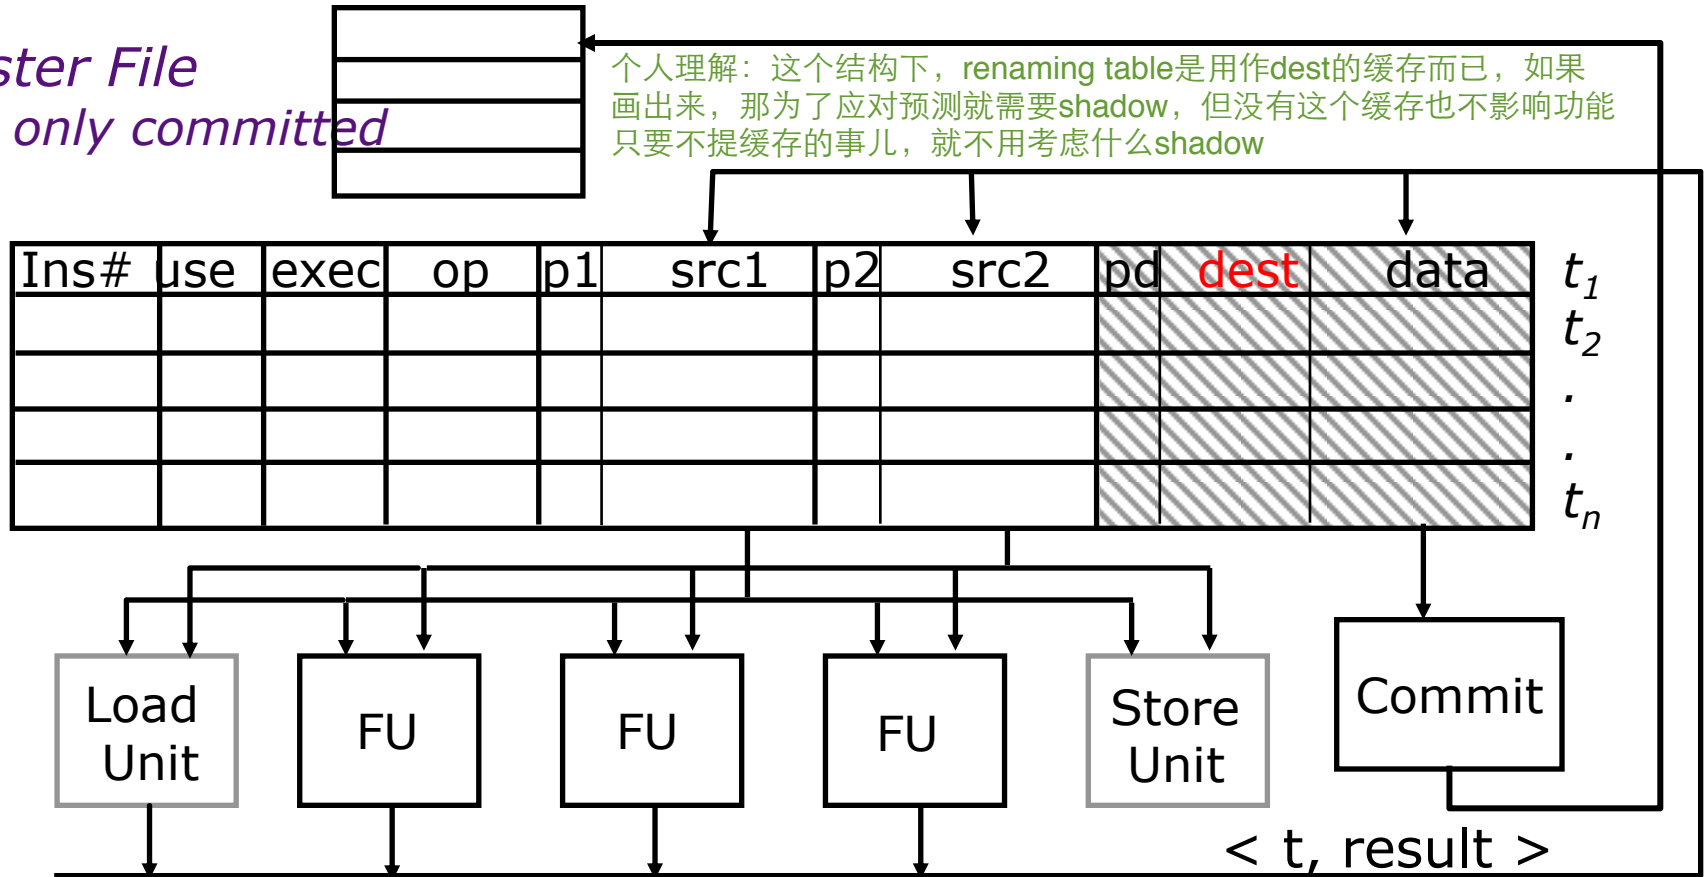 ster File
only committed
个人理解：这个结构下，renaming table是用作dest的缓存而已，如果
画出来，那为了应对预测就需要shadow，但没有这个缓存也不影响功能
只要不提缓存的事儿，就不用考虑什么shadow
Ins# use exec op p1 src1 p2 src2 pd dest data t1
t2
.
.
tn
Load Unit
FU
FU
FU
Store Unit
Commit
< t, result >